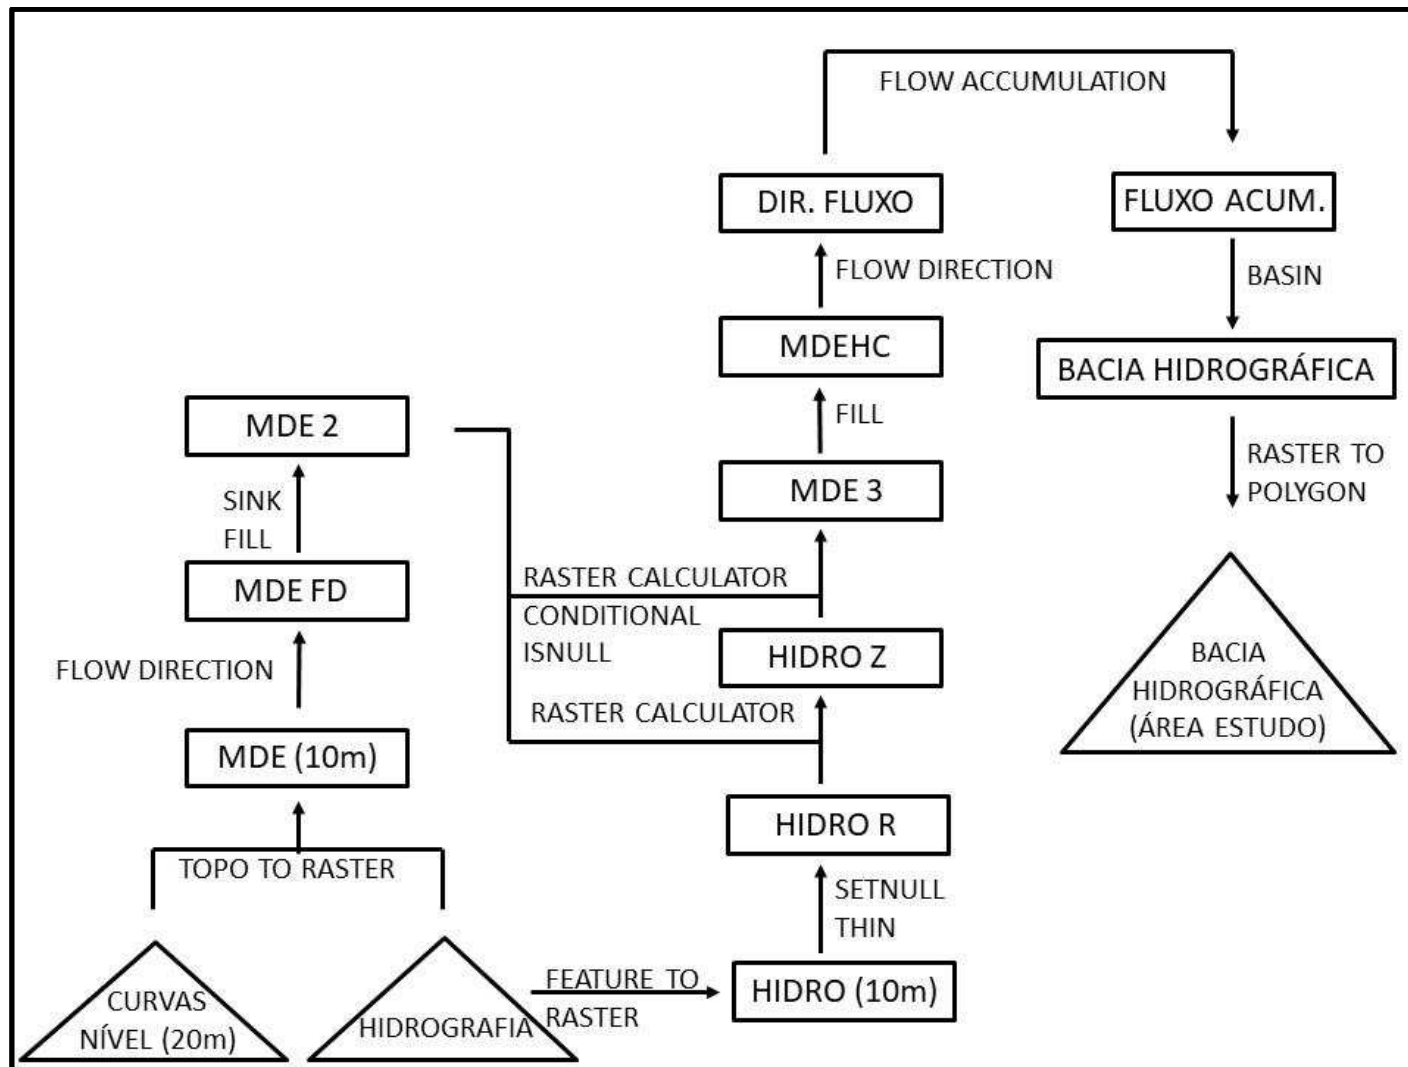 FLOW ACCUMULATION
DIR. FLUXO
FLUXO ACUM.
FLOW DIRECTION
BASIN
MDEHC
BACIA HIDROGRÁFICA
FILL
MDE 2
RASTER TO
POLYGON
MDE 3
SINK
FILL
MDE FD
RASTER CALCULATOR
CONDITIONAL
ISNULL
HIDRO Z
BACIA
HIDROGRÁFICA
(ÁREA ESTUDO)
FLOW DIRECTION
RASTER CALCULATOR
MDE (10m)
HIDRO R
TOPO TO RASTER
SETNULL
THIN
CURVAS
NÍVEL (20m)
HIDROGRAFIA
FEATURE TO
RASTER
HIDRO (10m)